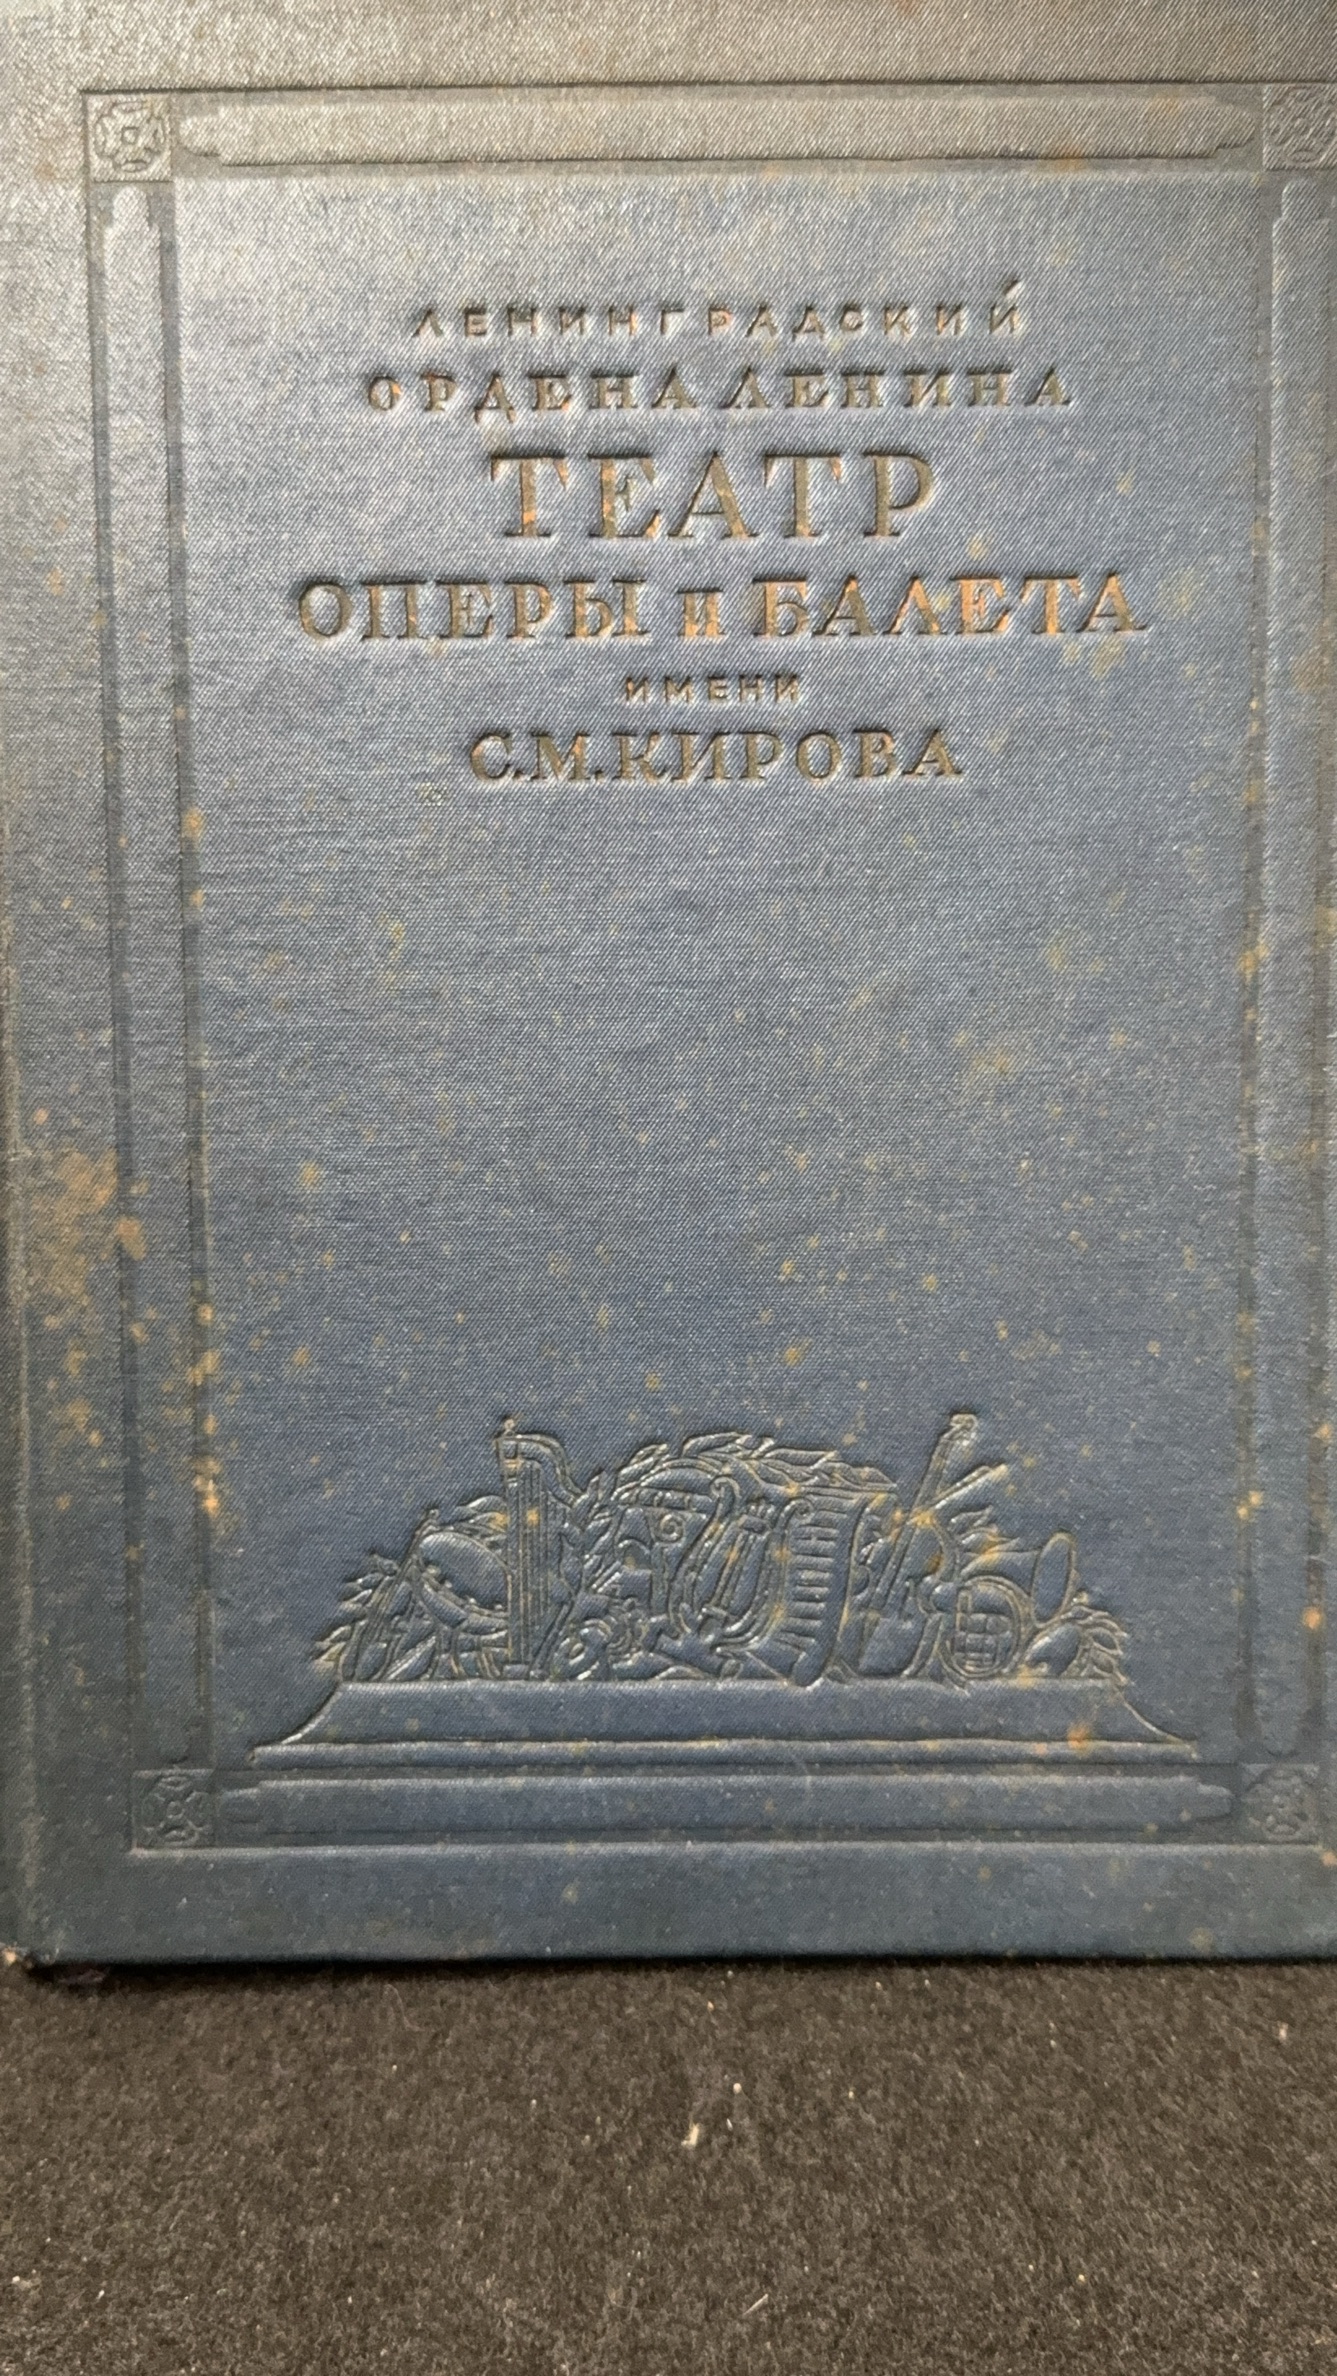 ЛЕНИНГРАДСКИЙ
ОРДЕНА ЛЕНИНА
ТЕАТР
ОПЕРЫ и БАЛЕТА
ИМЕНИ
С.М.КИРОВА